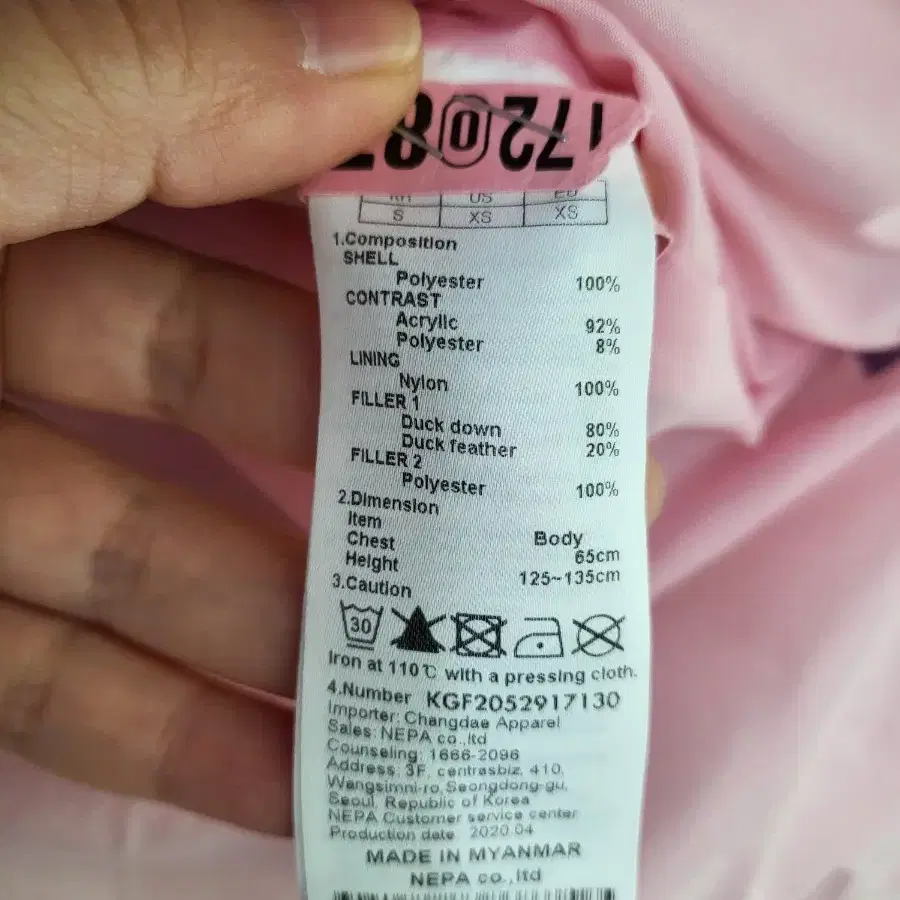 172087
KR US EU
S XS XS
1.Composition
SHELL
Polyester 100%
CONTRAST
Acrylic 92%
Polyester 8%
LINING
Nylon 100%
FILLER 1
Duck down 80%
Duck feather 20%
FILLER 2
Polyester 100%
2.Dimension
Item Body
Chest 65cm
Height 125~135cm
3.Caution
30
Iron at 110℃ with a pressing cloth.
4.Number KGF2052917130
Importer: Changdae Apparel
Sales: NEPA co.,ltd
Counseling: 1666-2096
Address: 3F, centrasbiz, 410,
Wangsimni-ro,Seongdong-gu,
Seoul, Republic of Korea
NEPA Customer service center
Production date 2020.04
MADE IN MYANMAR
NEPA co.,ltd